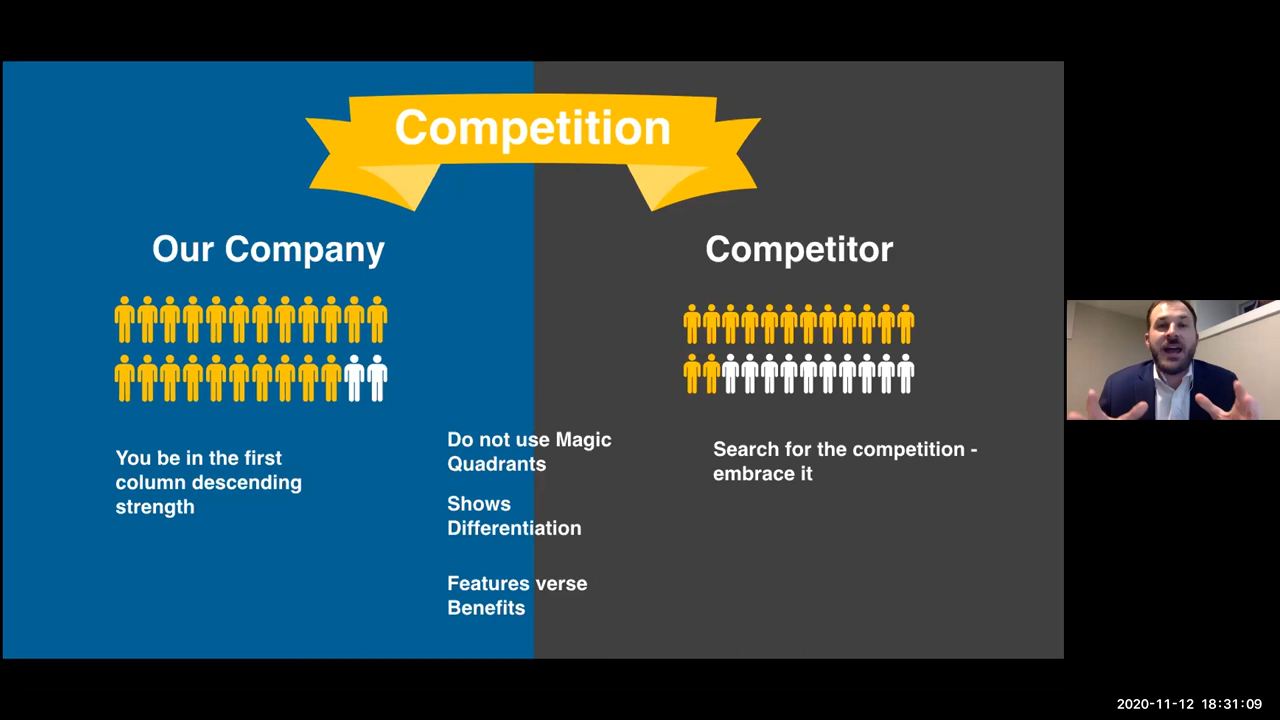 Competition
Our Company
Competitor
You be in the first
column descending
strength
Do not use Magic
Quadrants
Shows
Differentiation
Features verse
Benefits
Search for the competition -
embrace it
2020-11-12 18:31:09